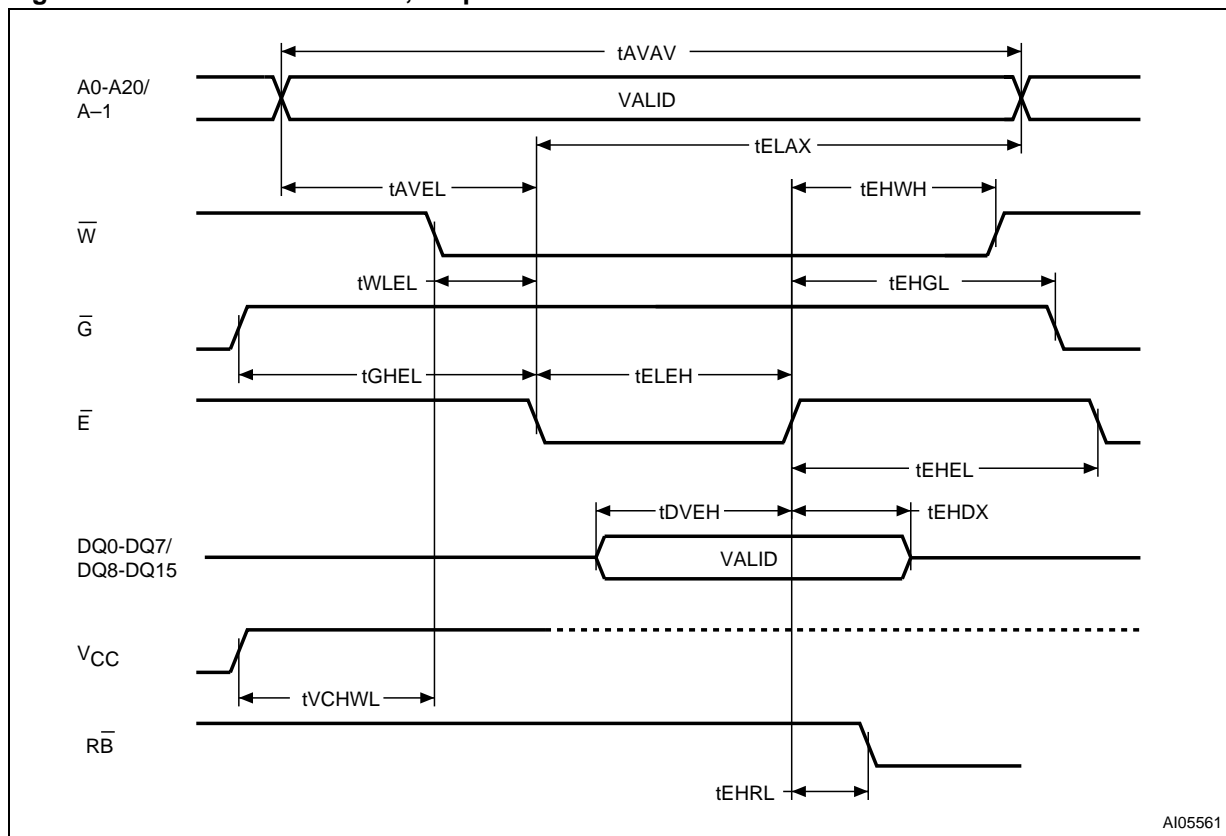 tAVAV
A0-A20/
A–1
VALID
tELAX
tAVEL
tEHWH
W̅
tWLEL
tEHGL
G̅
tGHEL
tELEH
E̅
tEHEL
tDVEH
tEHDX
DQ0-DQ7/
DQ8-DQ15
VALID
VCC
tVCHWL
RB̅
tEHRL
AI05561